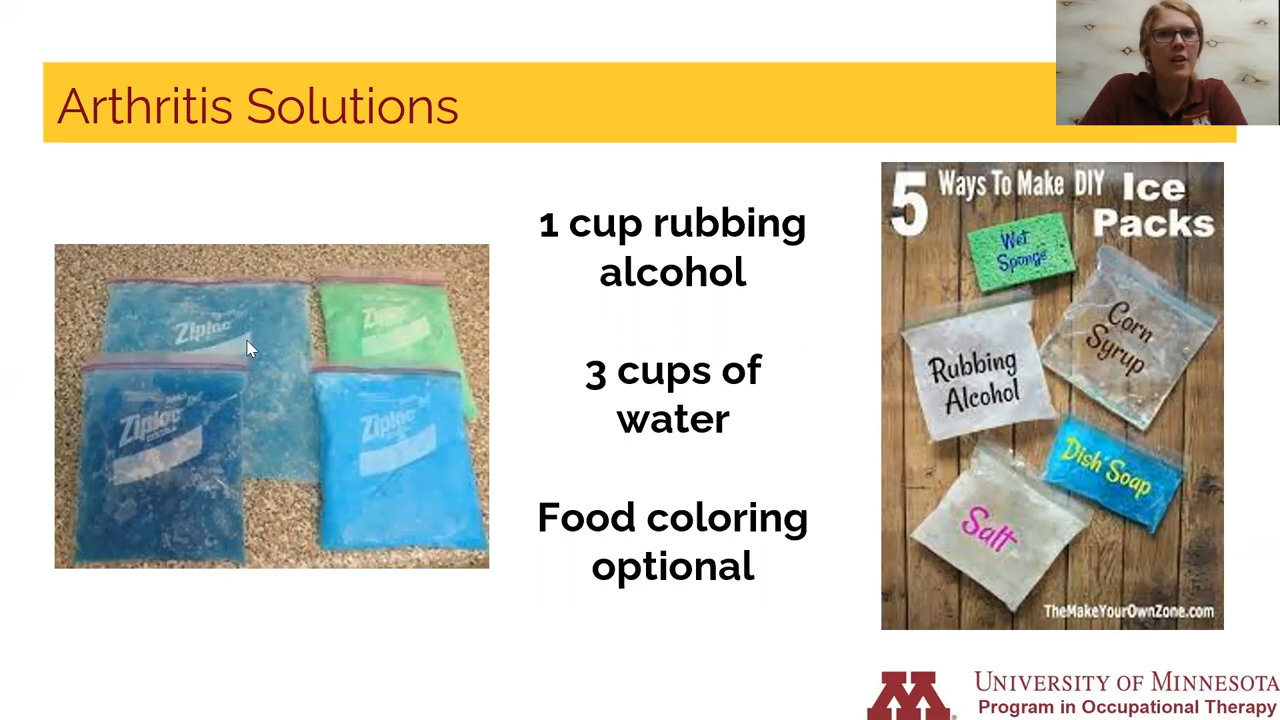 Arthritis Solutions
Ziploc
Ziploc
Ziploc
Ziploc
1 cup rubbing
alcohol
3 cups of
water
Food coloring
optional
5 Ways To Make DIY Ice
Packs
Wet
Sponge
Corn
Syrup
Rubbing
Alcohol
Dish Soap
Salt
TheMakeYourOwnZone.com
M
UNIVERSITY OF MINNESOTA
Program in Occupational Therapy